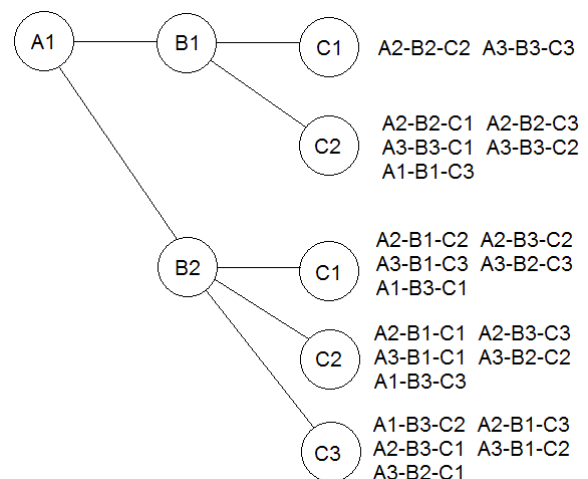 A1
B1
C1
A2-B2-C2 A3-B3-C3
C2
A2-B2-C1 A2-B2-C3
A3-B3-C1 A3-B3-C2
A1-B1-C3
B2
C1
A2-B1-C2 A2-B3-C2
A3-B1-C3 A3-B2-C3
A1-B3-C1
C2
A2-B1-C1 A2-B3-C3
A3-B1-C1 A3-B2-C2
A1-B3-C3
C3
A1-B3-C2 A2-B1-C3
A2-B3-C1 A3-B1-C2
A3-B2-C1